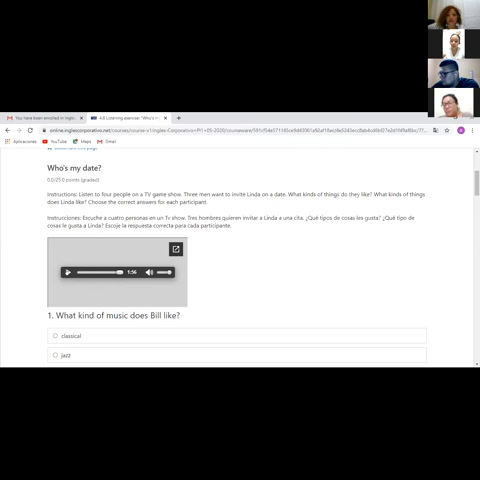 You have been enrolled in Inglés
4.8 Listening exercise: "Who's m
online.inglescorporativo.net/courses/course-v1:Ingles-Corporativo+
Aplicaciones YouTube Maps Gmail
Who's my date?
0.0/25.0 points (graded)
Instructions: Listen to four people on a TV game show. Three men want to invite Linda on a date. What kinds of things do they like? What kinds of things
does Linda like? Choose the correct answers for each participant.
Instrucciones: Escuche a cuatro personas en un Tv show. Tres hombres quieren invitar a Linda a una cita. ¿Qué tipos de cosas les gusta? ¿Qué tipo de
cosas le gusta a Linda? Escoje la respuesta correcta para cada participante.
1:56
1. What kind of music does Bill like?
classical
jazz